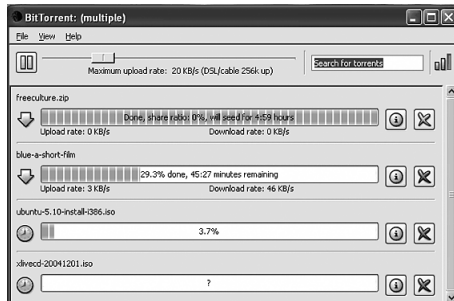 BitTorrent: (multiple)
File View Help
Maximum upload rate: 20 KB/s (DSL/cable 256k up)
Search for torrents
freeculture.zip
Done, share ratio: 0%, will seed for 4:59 hours
Upload rate: 0 KB/s Download rate: 0 KB/s
blue-a-short-film
29.3% done, 45:27 minutes remaining
Upload rate: 3 KB/s Download rate: 46 KB/s
ubuntu-5.10-install-i386.iso
3.7%
xlivecd-20041201.iso
?